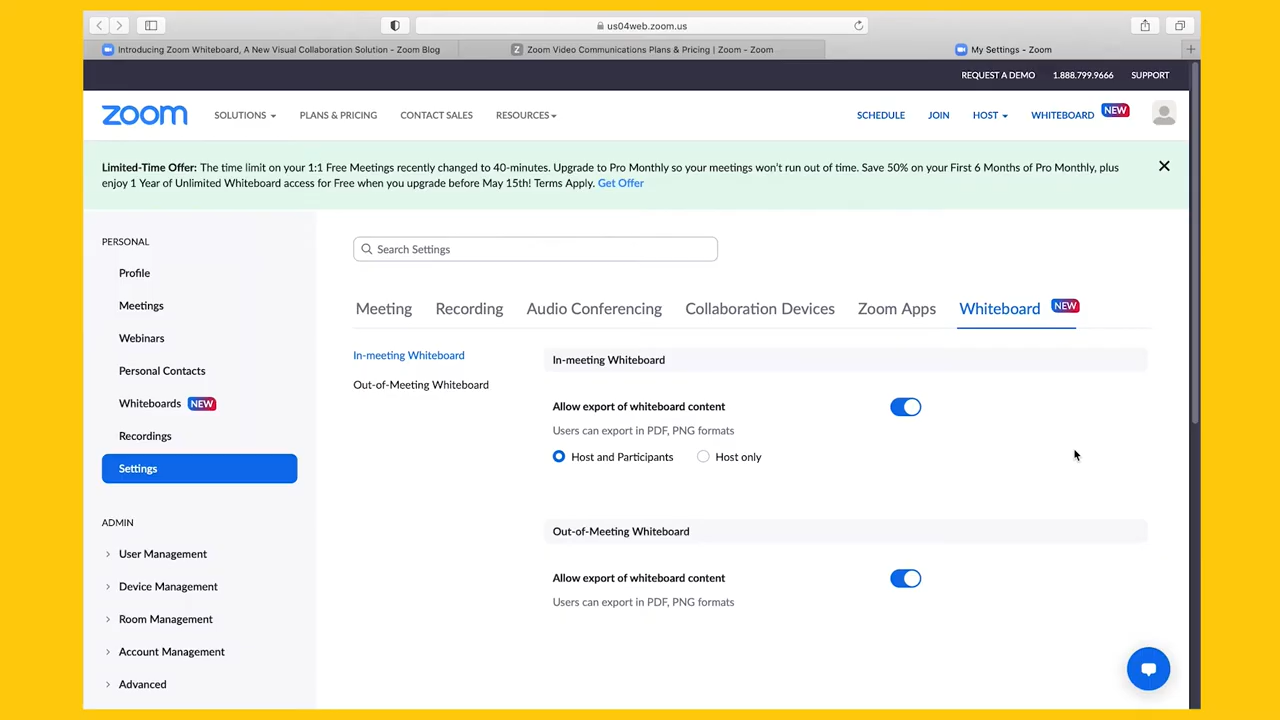 us04web.zoom.us
Introducing Zoom Whiteboard, A New Visual Collaboration Solution - Zoom Blog
Z Zoom Video Communications Plans & Pricing | Zoom - Zoom
My Settings - Zoom
REQUEST A DEMO 1.888.799.9666 SUPPORT
zoom SOLUTIONS PLANS & PRICING CONTACT SALES RESOURCES SCHEDULE JOIN HOST WHITEBOARD NEW
Limited-Time Offer: The time limit on your 1:1 Free Meetings recently changed to 40-minutes. Upgrade to Pro Monthly so your meetings won't run out of time. Save 50% on your First 6 Months of Pro Monthly, plus
enjoy 1 Year of Unlimited Whiteboard access for Free when you upgrade before May 15th! Terms Apply. Get Offer
PERSONAL
Profile
Meetings
Webinars
Personal Contacts
Whiteboards NEW
Recordings
Settings
ADMIN
User Management
Device Management
Room Management
Account Management
Advanced
Search Settings
Meeting Recording Audio Conferencing Collaboration Devices Zoom Apps Whiteboard NEW
In-meeting Whiteboard
Out-of-Meeting Whiteboard
In-meeting Whiteboard
Allow export of whiteboard content
Users can export in PDF, PNG formats
Host and Participants Host only
Out-of-Meeting Whiteboard
Allow export of whiteboard content
Users can export in PDF, PNG formats